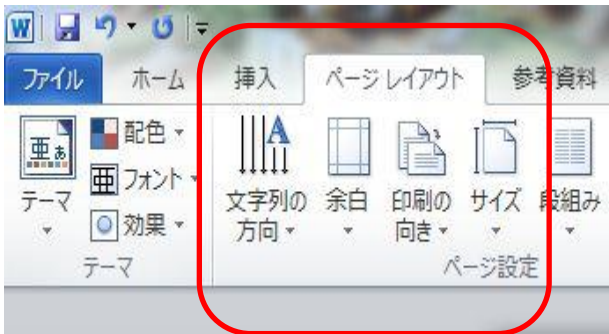 W
ファイル ホーム 挿入 ページ レイアウト 参考資料
亜あ
テーマ
配色
亜 フォント
効果
テーマ
A
文字列の方向
余白
印刷の向き
サイズ
段組み
ページ設定